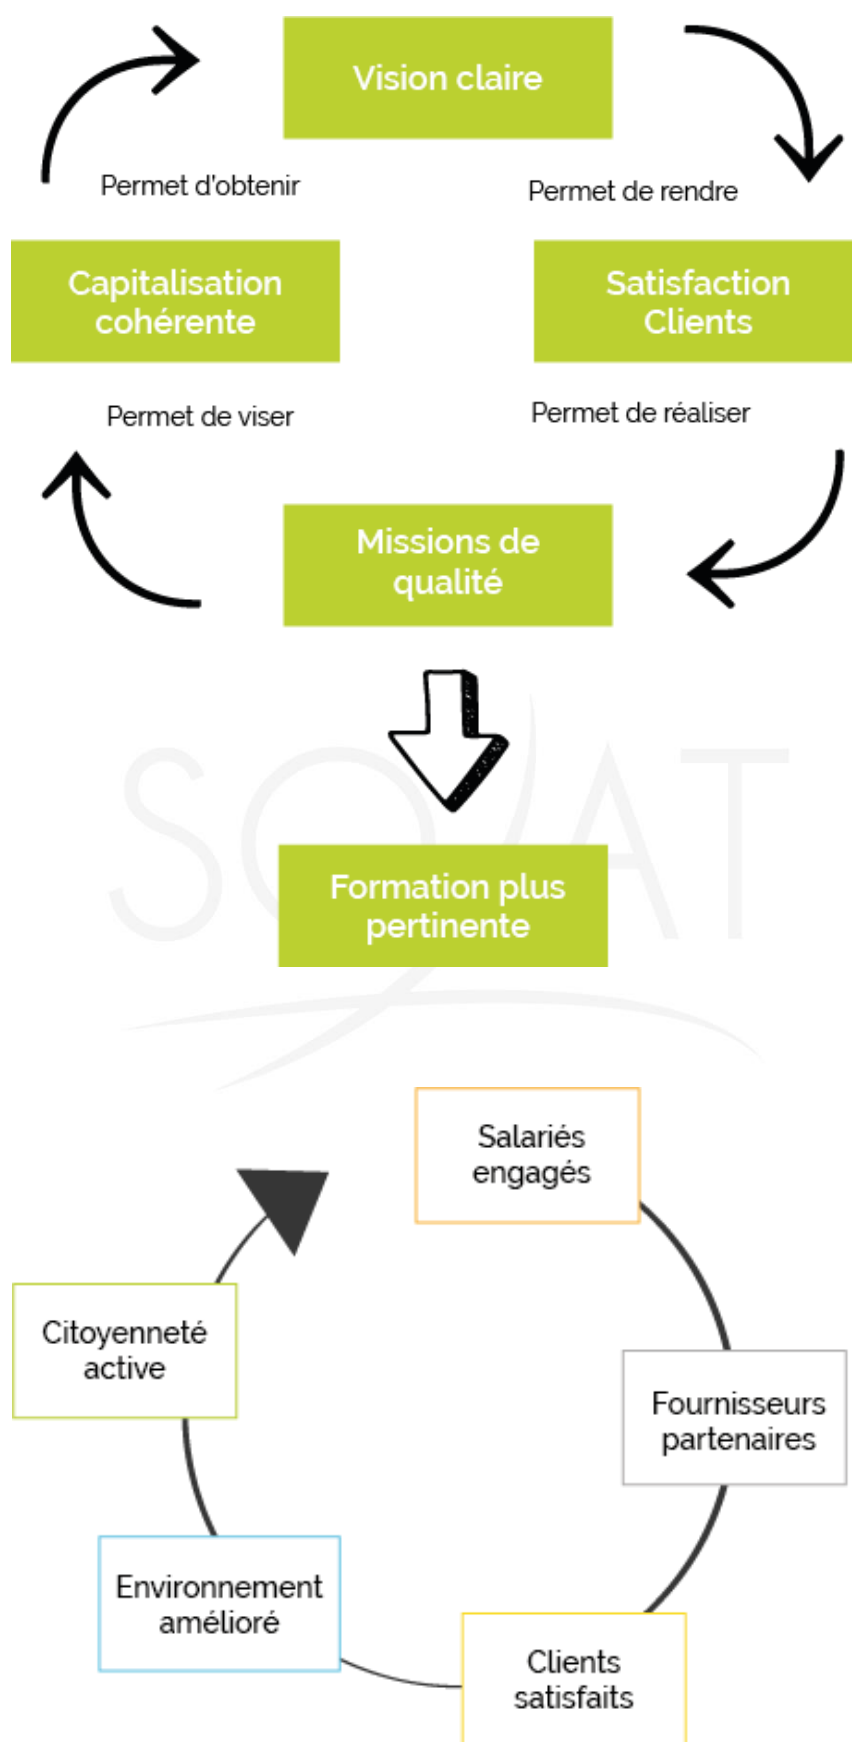 Vision claire
Permet d'obtenir
Permet de rendre
Capitalisation
cohérente
Satisfaction
Clients
Permet de viser
Permet de réaliser
Missions de
qualité
Formation plus
pertinente
Salariés
engagés
Citoyenneté
active
Fournisseurs
partenaires
Environnement
amélioré
Clients
satisfaits